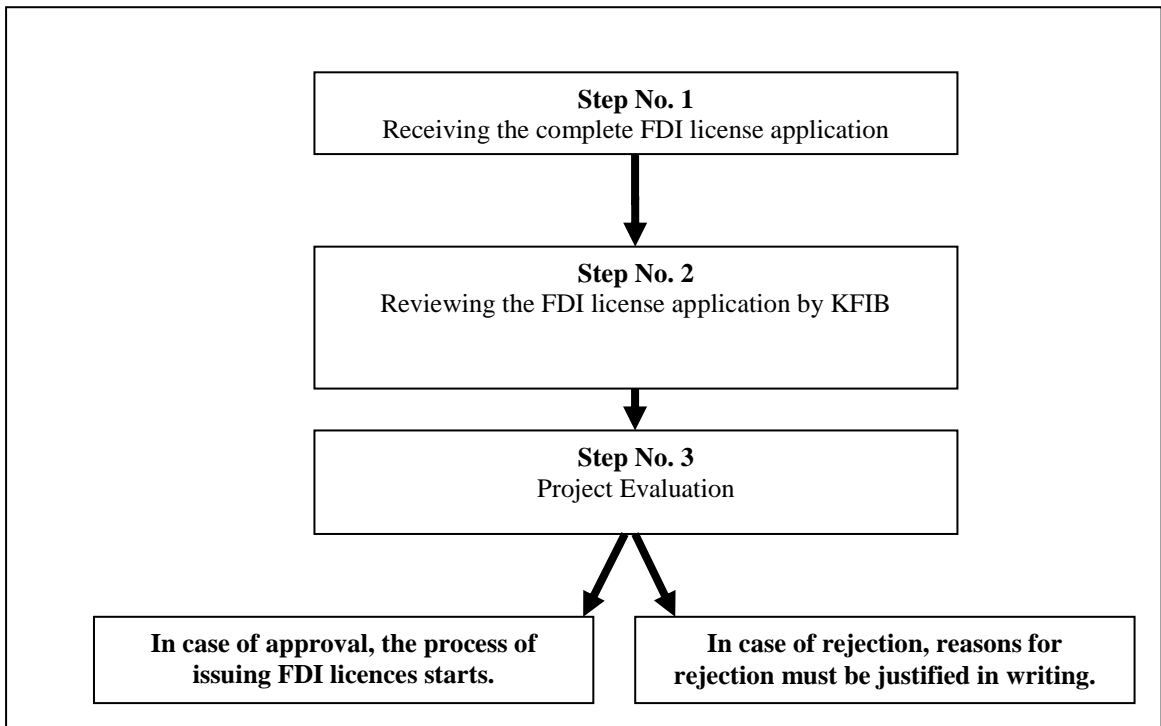 Step No. 1
Receiving the complete FDI license application
Step No. 2
Reviewing the FDI license application by KFIB
Step No. 3
Project Evaluation
In case of approval, the process of
issuing FDI licences starts.
In case of rejection, reasons for
rejection must be justified in writing.